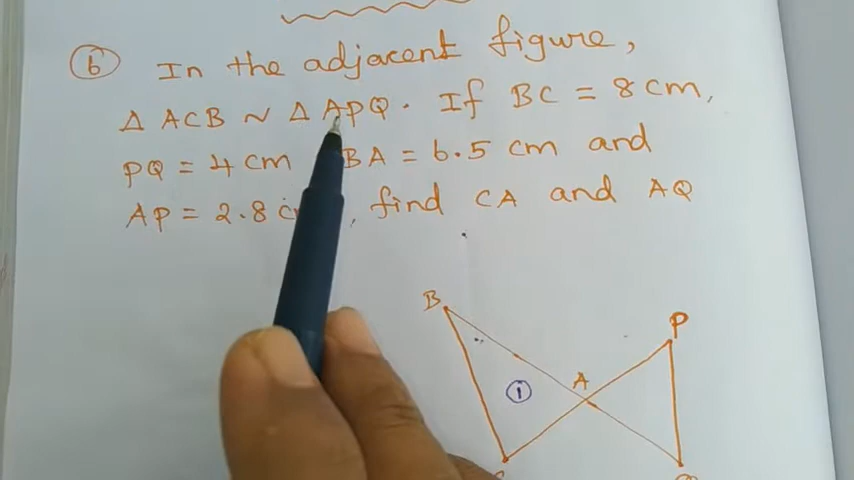 6 In the adjacent figure,
Δ ACB ~ Δ APQ. If BC = 8 cm,
PQ = 4 cm BA = 6.5 cm and
AP = 2.8 , find CA and AQ
B
P
A
1